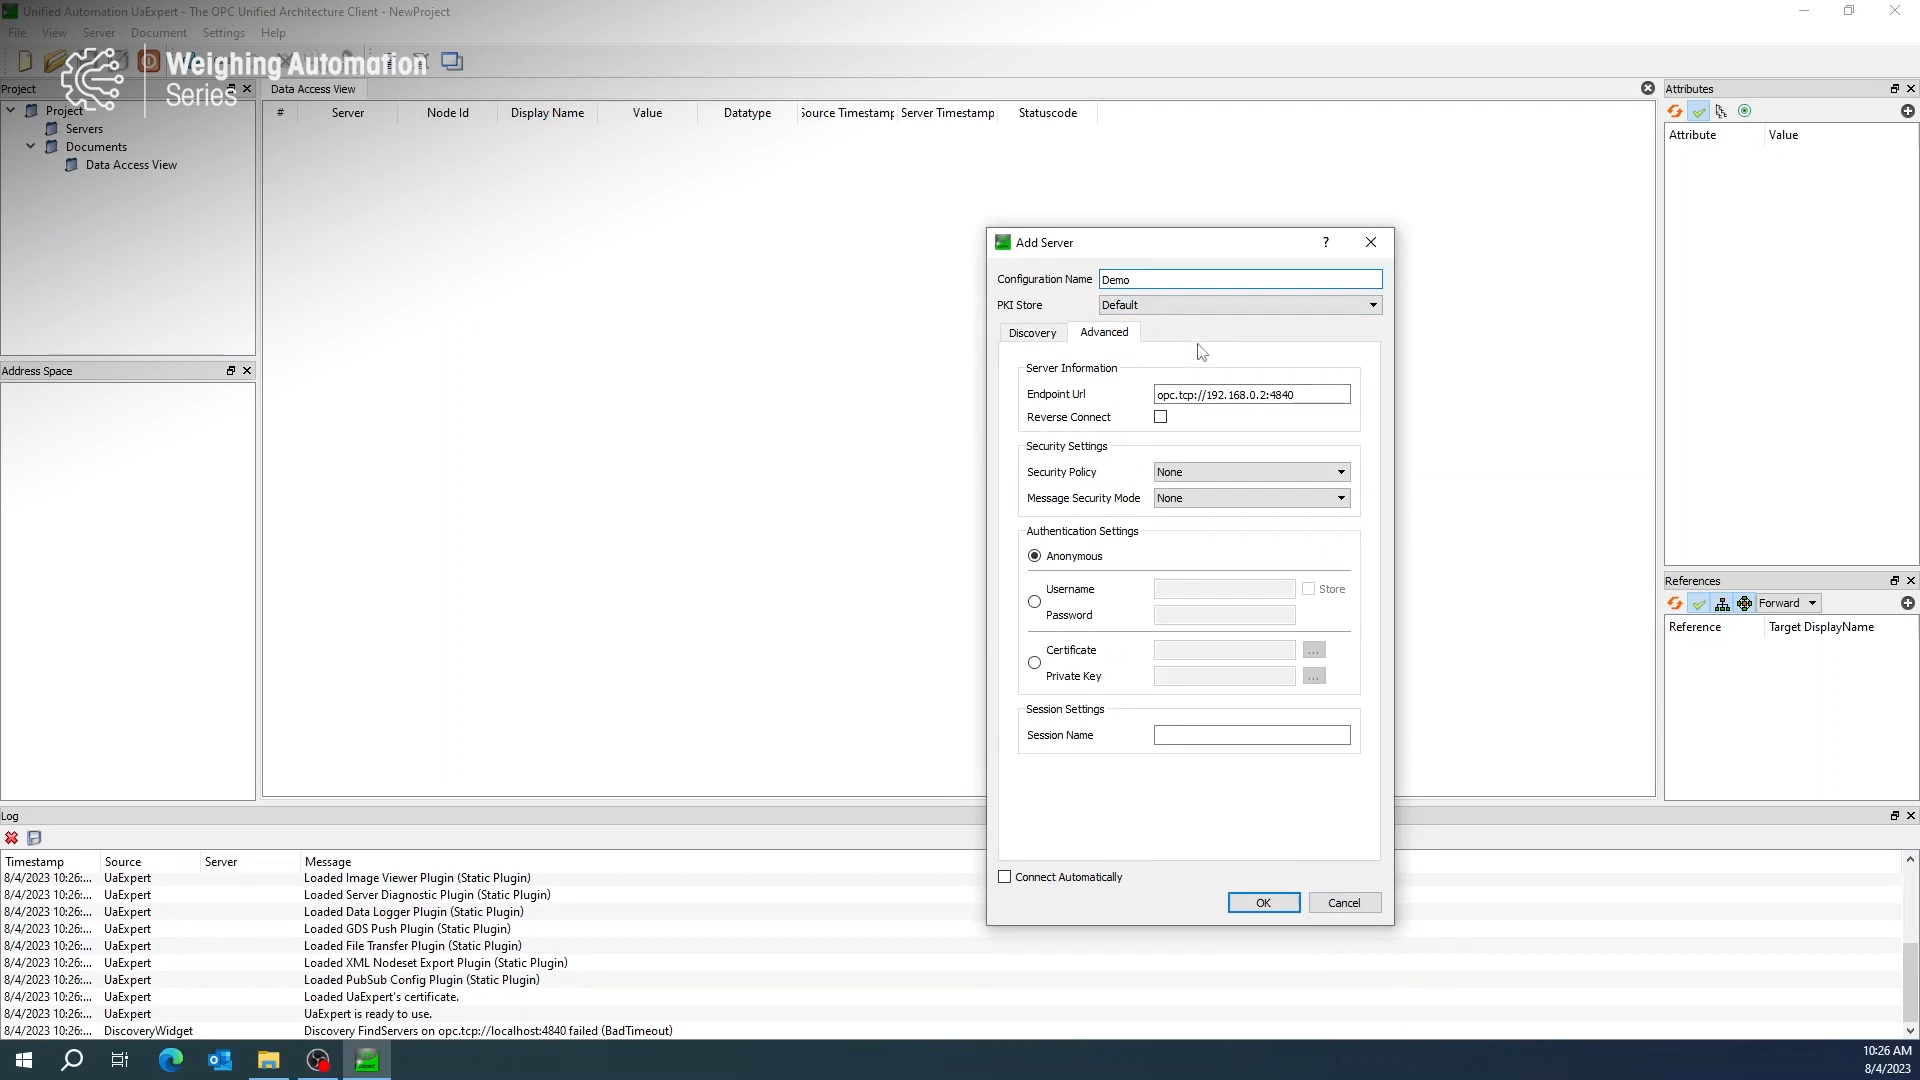 Unified Automation UaExpert - The OPC Unified Architecture Client - NewProject
File View Server Document Settings Help
Weighing Automation
Series
Project
Project
Servers
Documents
Data Access View
Address Space
Data Access View
# Server Node Id Display Name Value Datatype Source Timestamp Server Timestamp Statuscode
Add Server
?
Configuration Name Demo
PKI Store Default
Discovery Advanced
Server Information
Endpoint Url opc.tcp://192.168.0.2:4840
Reverse Connect
Security Settings
Security Policy None
Message Security Mode None
Authentication Settings
Anonymous
Username Store
Password
Certificate ...
Private Key ...
Session Settings
Session Name
Connect Automatically
OK Cancel
Attributes
Attribute Value
References
Forward
Reference Target DisplayName
Log
Timestamp Source Server Message
8/4/2023 10:26:... UaExpert Loaded Image Viewer Plugin (Static Plugin)
8/4/2023 10:26:... UaExpert Loaded Server Diagnostic Plugin (Static Plugin)
8/4/2023 10:26:... UaExpert Loaded Data Logger Plugin (Static Plugin)
8/4/2023 10:26:... UaExpert Loaded GDS Push Plugin (Static Plugin)
8/4/2023 10:26:... UaExpert Loaded File Transfer Plugin (Static Plugin)
8/4/2023 10:26:... UaExpert Loaded XML Nodeset Export Plugin (Static Plugin)
8/4/2023 10:26:... UaExpert Loaded PubSub Config Plugin (Static Plugin)
8/4/2023 10:26:... UaExpert Loaded UaExpert's certificate.
8/4/2023 10:26:... UaExpert UaExpert is ready to use.
8/4/2023 10:26:... DiscoveryWidget Discovery FindServers on opc.tcp://localhost:4840 failed (BadTimeout)
10:26 AM
8/4/2023